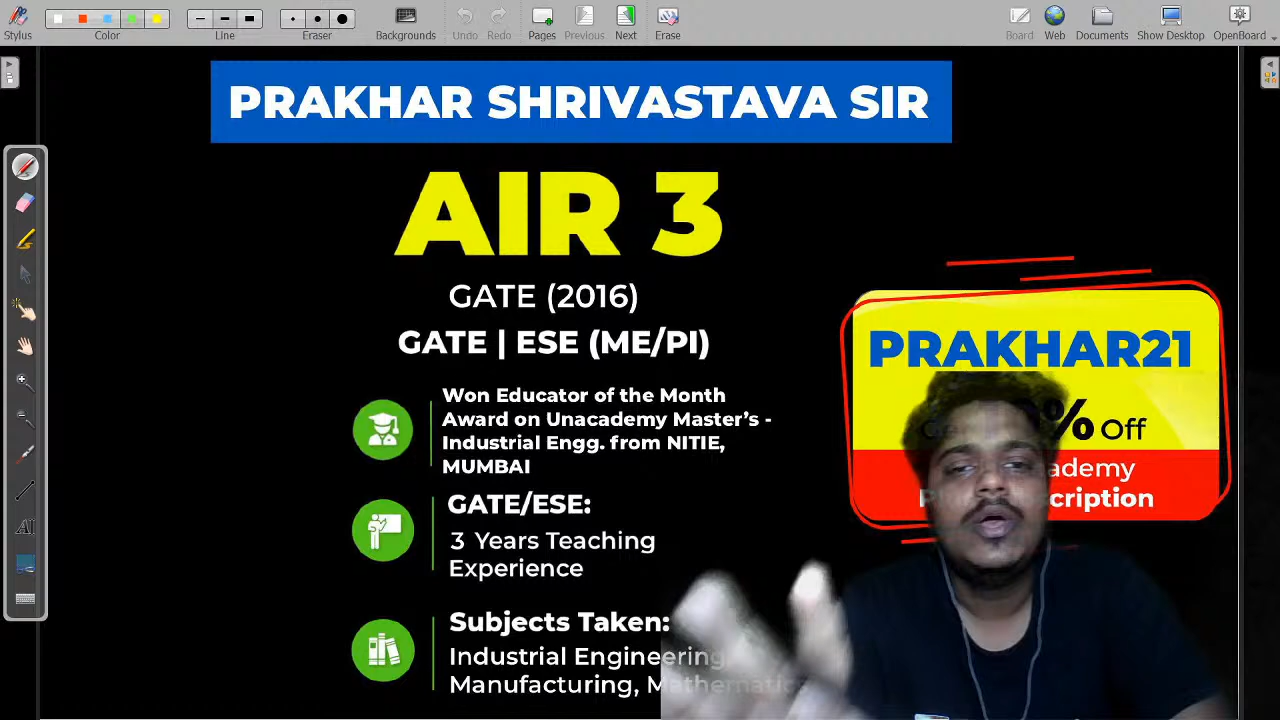 Stylus
Color
Line
Eraser
Backgrounds
Undo
Redo
Pages
Previous
Next
Erase
Board
Web
Documents
Show Desktop
OpenBoard
PRAKHAR SHRIVASTAVA SIR
AIR 3
GATE (2016)
GATE | ESE (ME/PI)
Won Educator of the Month
Award on Unacademy Master's -
Industrial Engg. from NITIE,
MUMBAI
GATE/ESE:
3 Years Teaching
Experience
Subjects Taken:
Industrial Engineering,
Manufacturing, Mathematics
PRAKHAR21
% Off